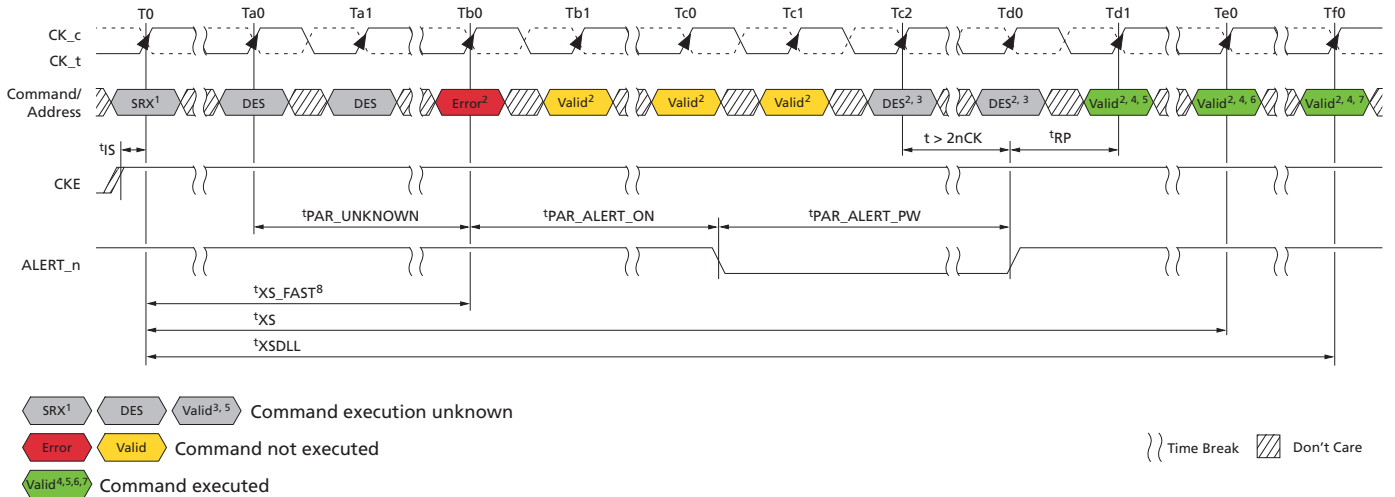 T0 Ta0 Ta1 Tb0 Tb1 Tc0 Tc1 Tc2 Td0 Td1 Te0 Tf0
CK_c
CK_t
Command/
Address
SRX¹ DES DES Error² Valid² Valid² Valid² DES²,³ DES²,³ Valid²,⁴,⁵ Valid²,⁴,⁶ Valid²,⁴,⁷
tIS
t > 2nCK
tRP
CKE
tPAR_UNKNOWN tPAR_ALERT_ON tPAR_ALERT_PW
ALERT_n
tXS_FAST⁸
tXS
tXSDLL
SRX¹ DES Valid³,⁵ Command execution unknown
Error Valid Command not executed
Time Break Don't Care
Valid⁴,⁵,⁶,⁷ Command executed